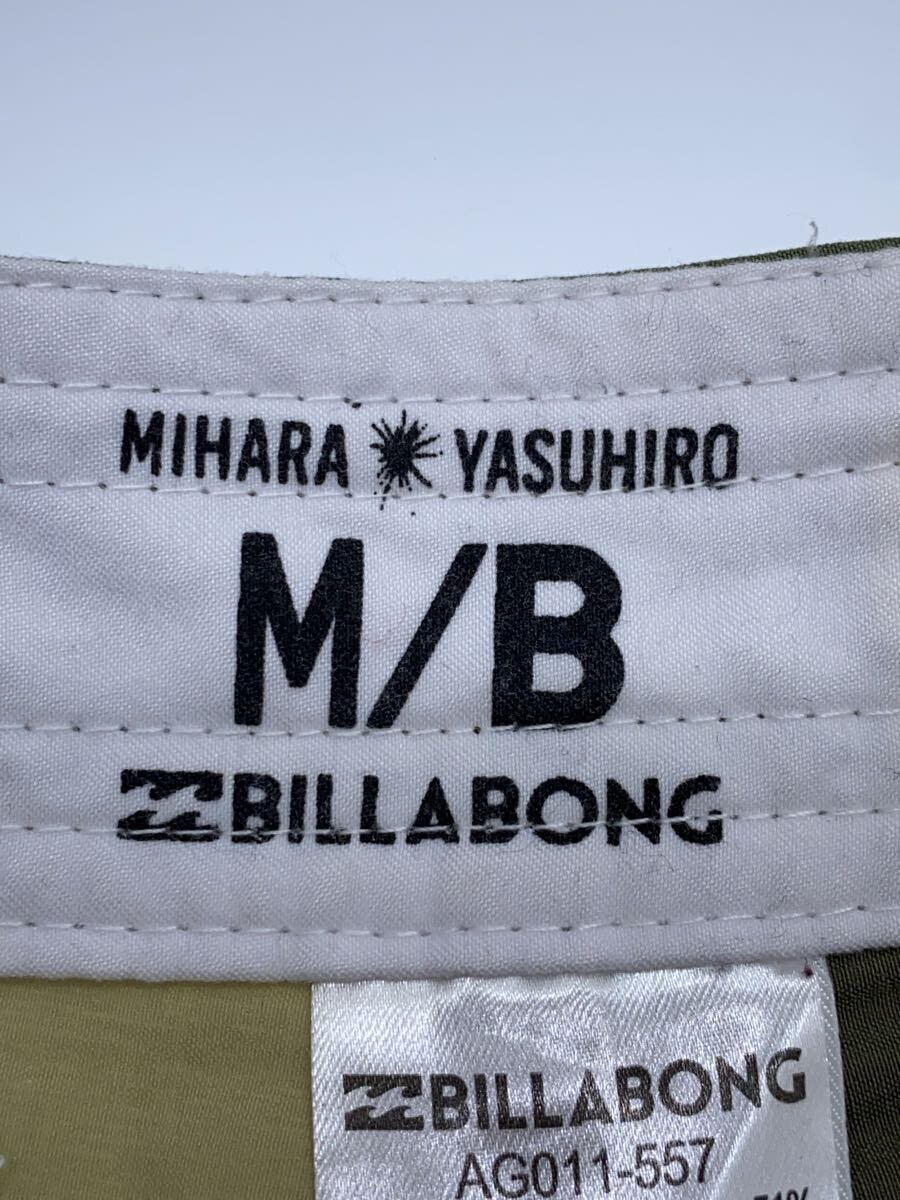 MIHARA YASUHIRO
M/B
BILLABONG
BILLABONG
AG011-557